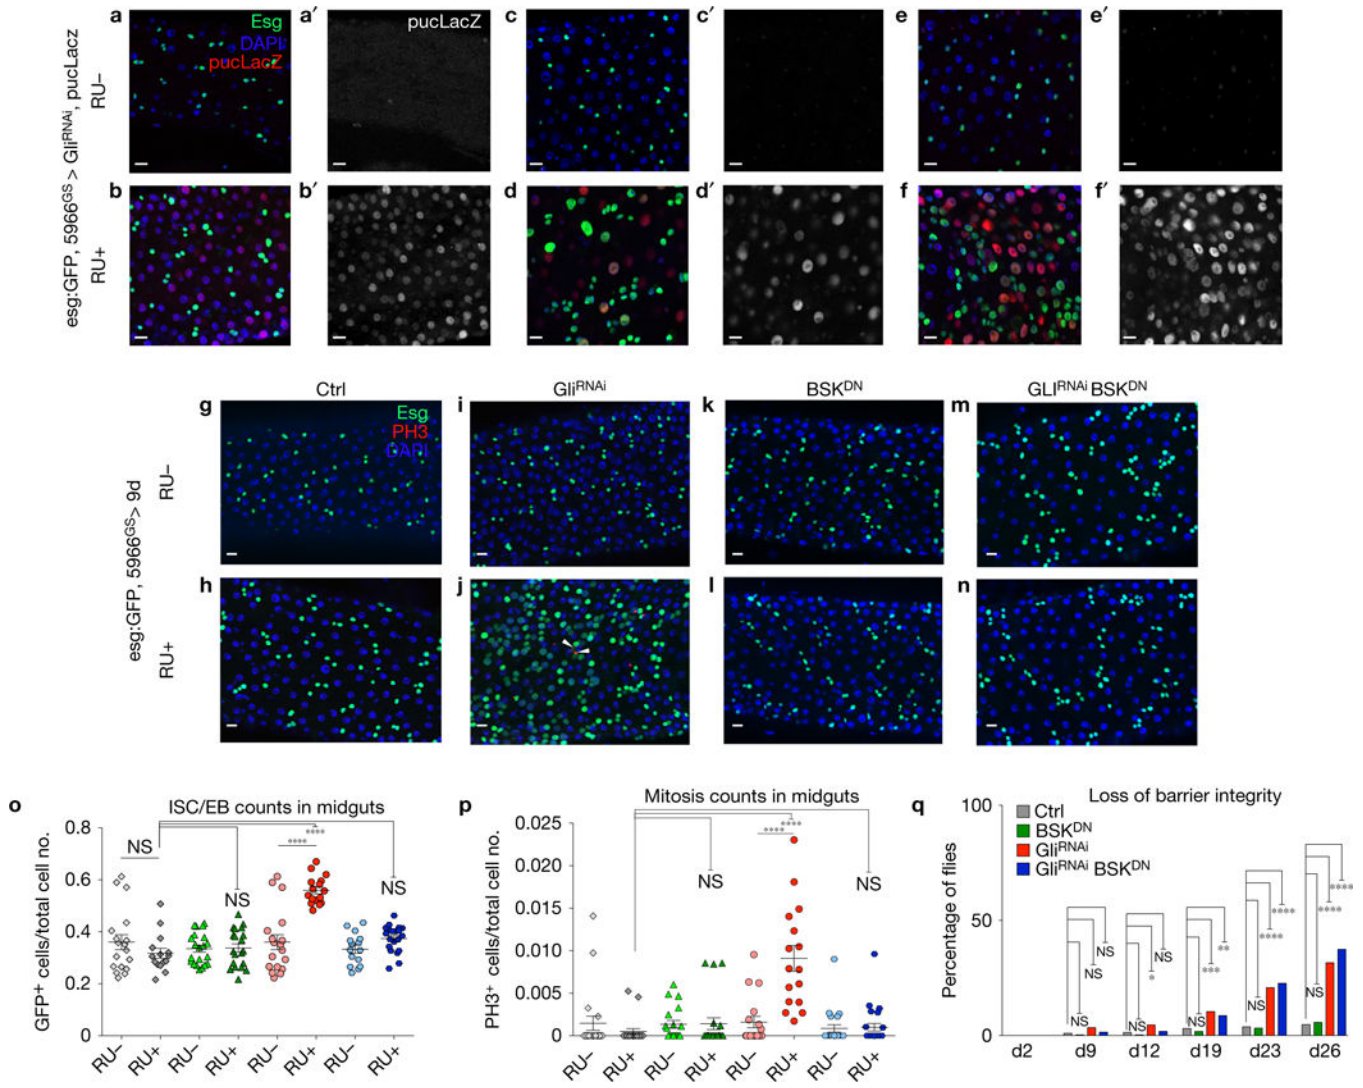 a a′ c c′ e e′
Esg
DAPI
pucLacZ
pucLacZ
RU–
esg:GFP, 5966GS > GliRNAi, pucLacz
b b′ d d′ f f′
RU+
Ctrl GliRNAi BSKDN GLIRNAi BSKDN
g i k m
Esg
PH3
DAPI
RU–
esg:GFP, 5966GS> 9d
h j l n
RU+
o
ISC/EB counts in midguts
GFP+ cells/total cell no.
0.8
0.6
0.4
0.2
0
NS
NS
****
****
NS
RU– RU+ RU– RU+ RU– RU+ RU– RU+
p
Mitosis counts in midguts
PH3+ cells/total cell no.
0.025
0.020
0.015
0.010
0.005
0
NS
****
****
NS
RU– RU+ RU– RU+ RU– RU+ RU– RU+
q
Loss of barrier integrity
Percentage of flies
100
50
0
Ctrl
BSKDN
GliRNAi
GliRNAi BSKDN
NS NS NS
NS * NS
NS *** **
NS **** ****
NS **** ****
d2 d9 d12 d19 d23 d26